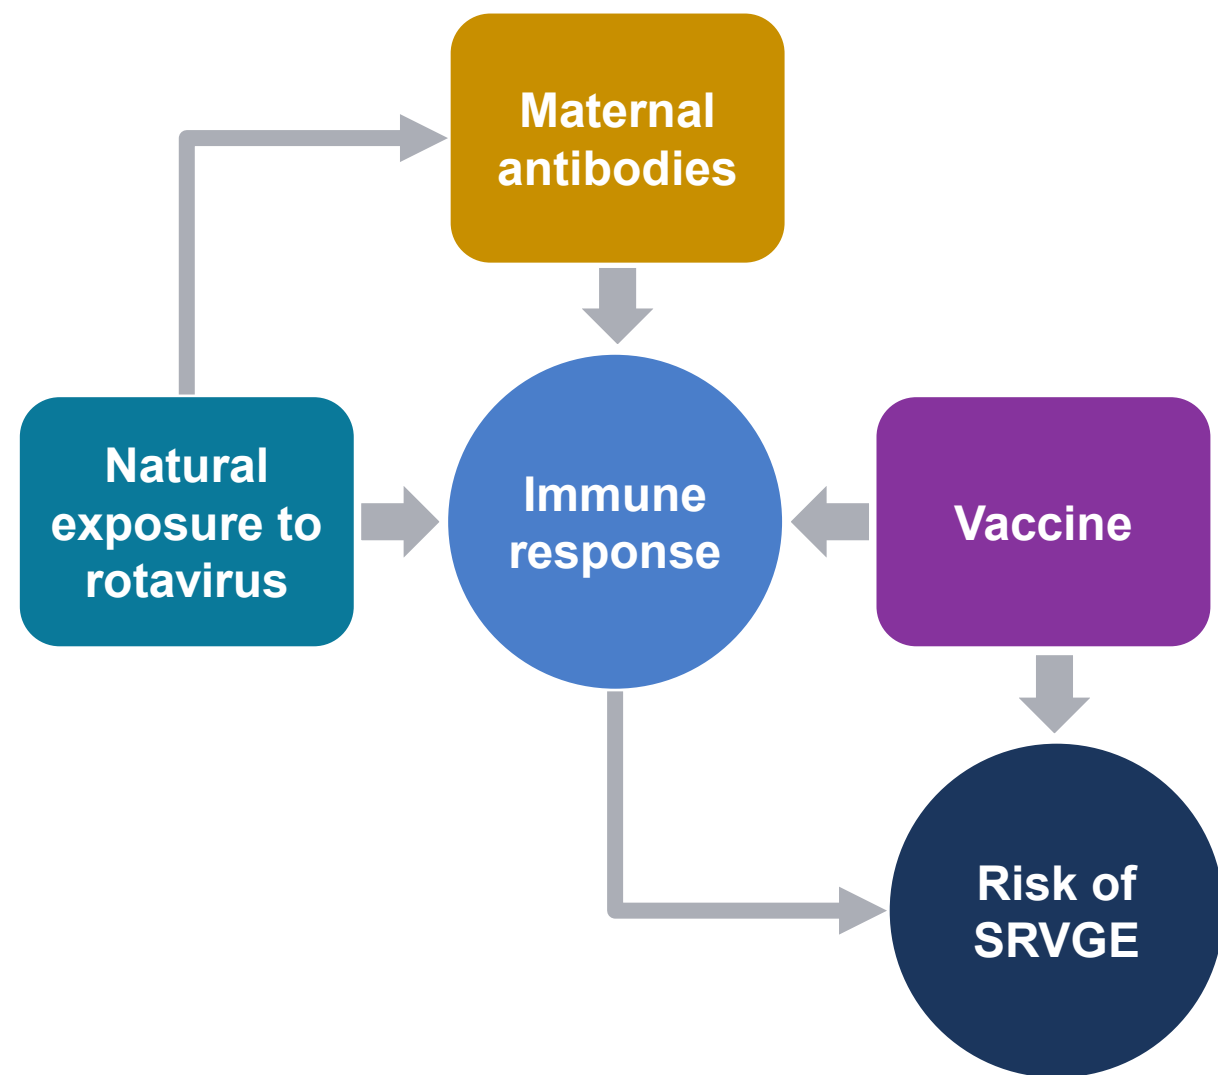 Maternal
antibodies
Natural
exposure to
rotavirus
Immune
response
Vaccine
Risk of
SRVGE